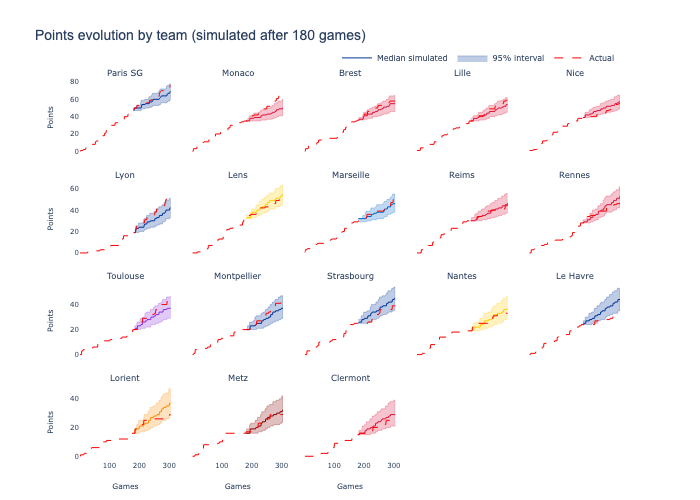 Points evolution by team (simulated after 180 games)
Median simulated 95% interval Actual
Paris SG Monaco Brest Lille Nice
80
60
40
20
0
Points
Lyon Lens Marseille Reims Rennes
60
40
20
0
Points
Toulouse Montpellier Strasbourg Nantes Le Havre
40
20
0
Points
Lorient Metz Clermont
40
20
0
Points
100 200 300 100 200 300 100 200 300
Games Games Games